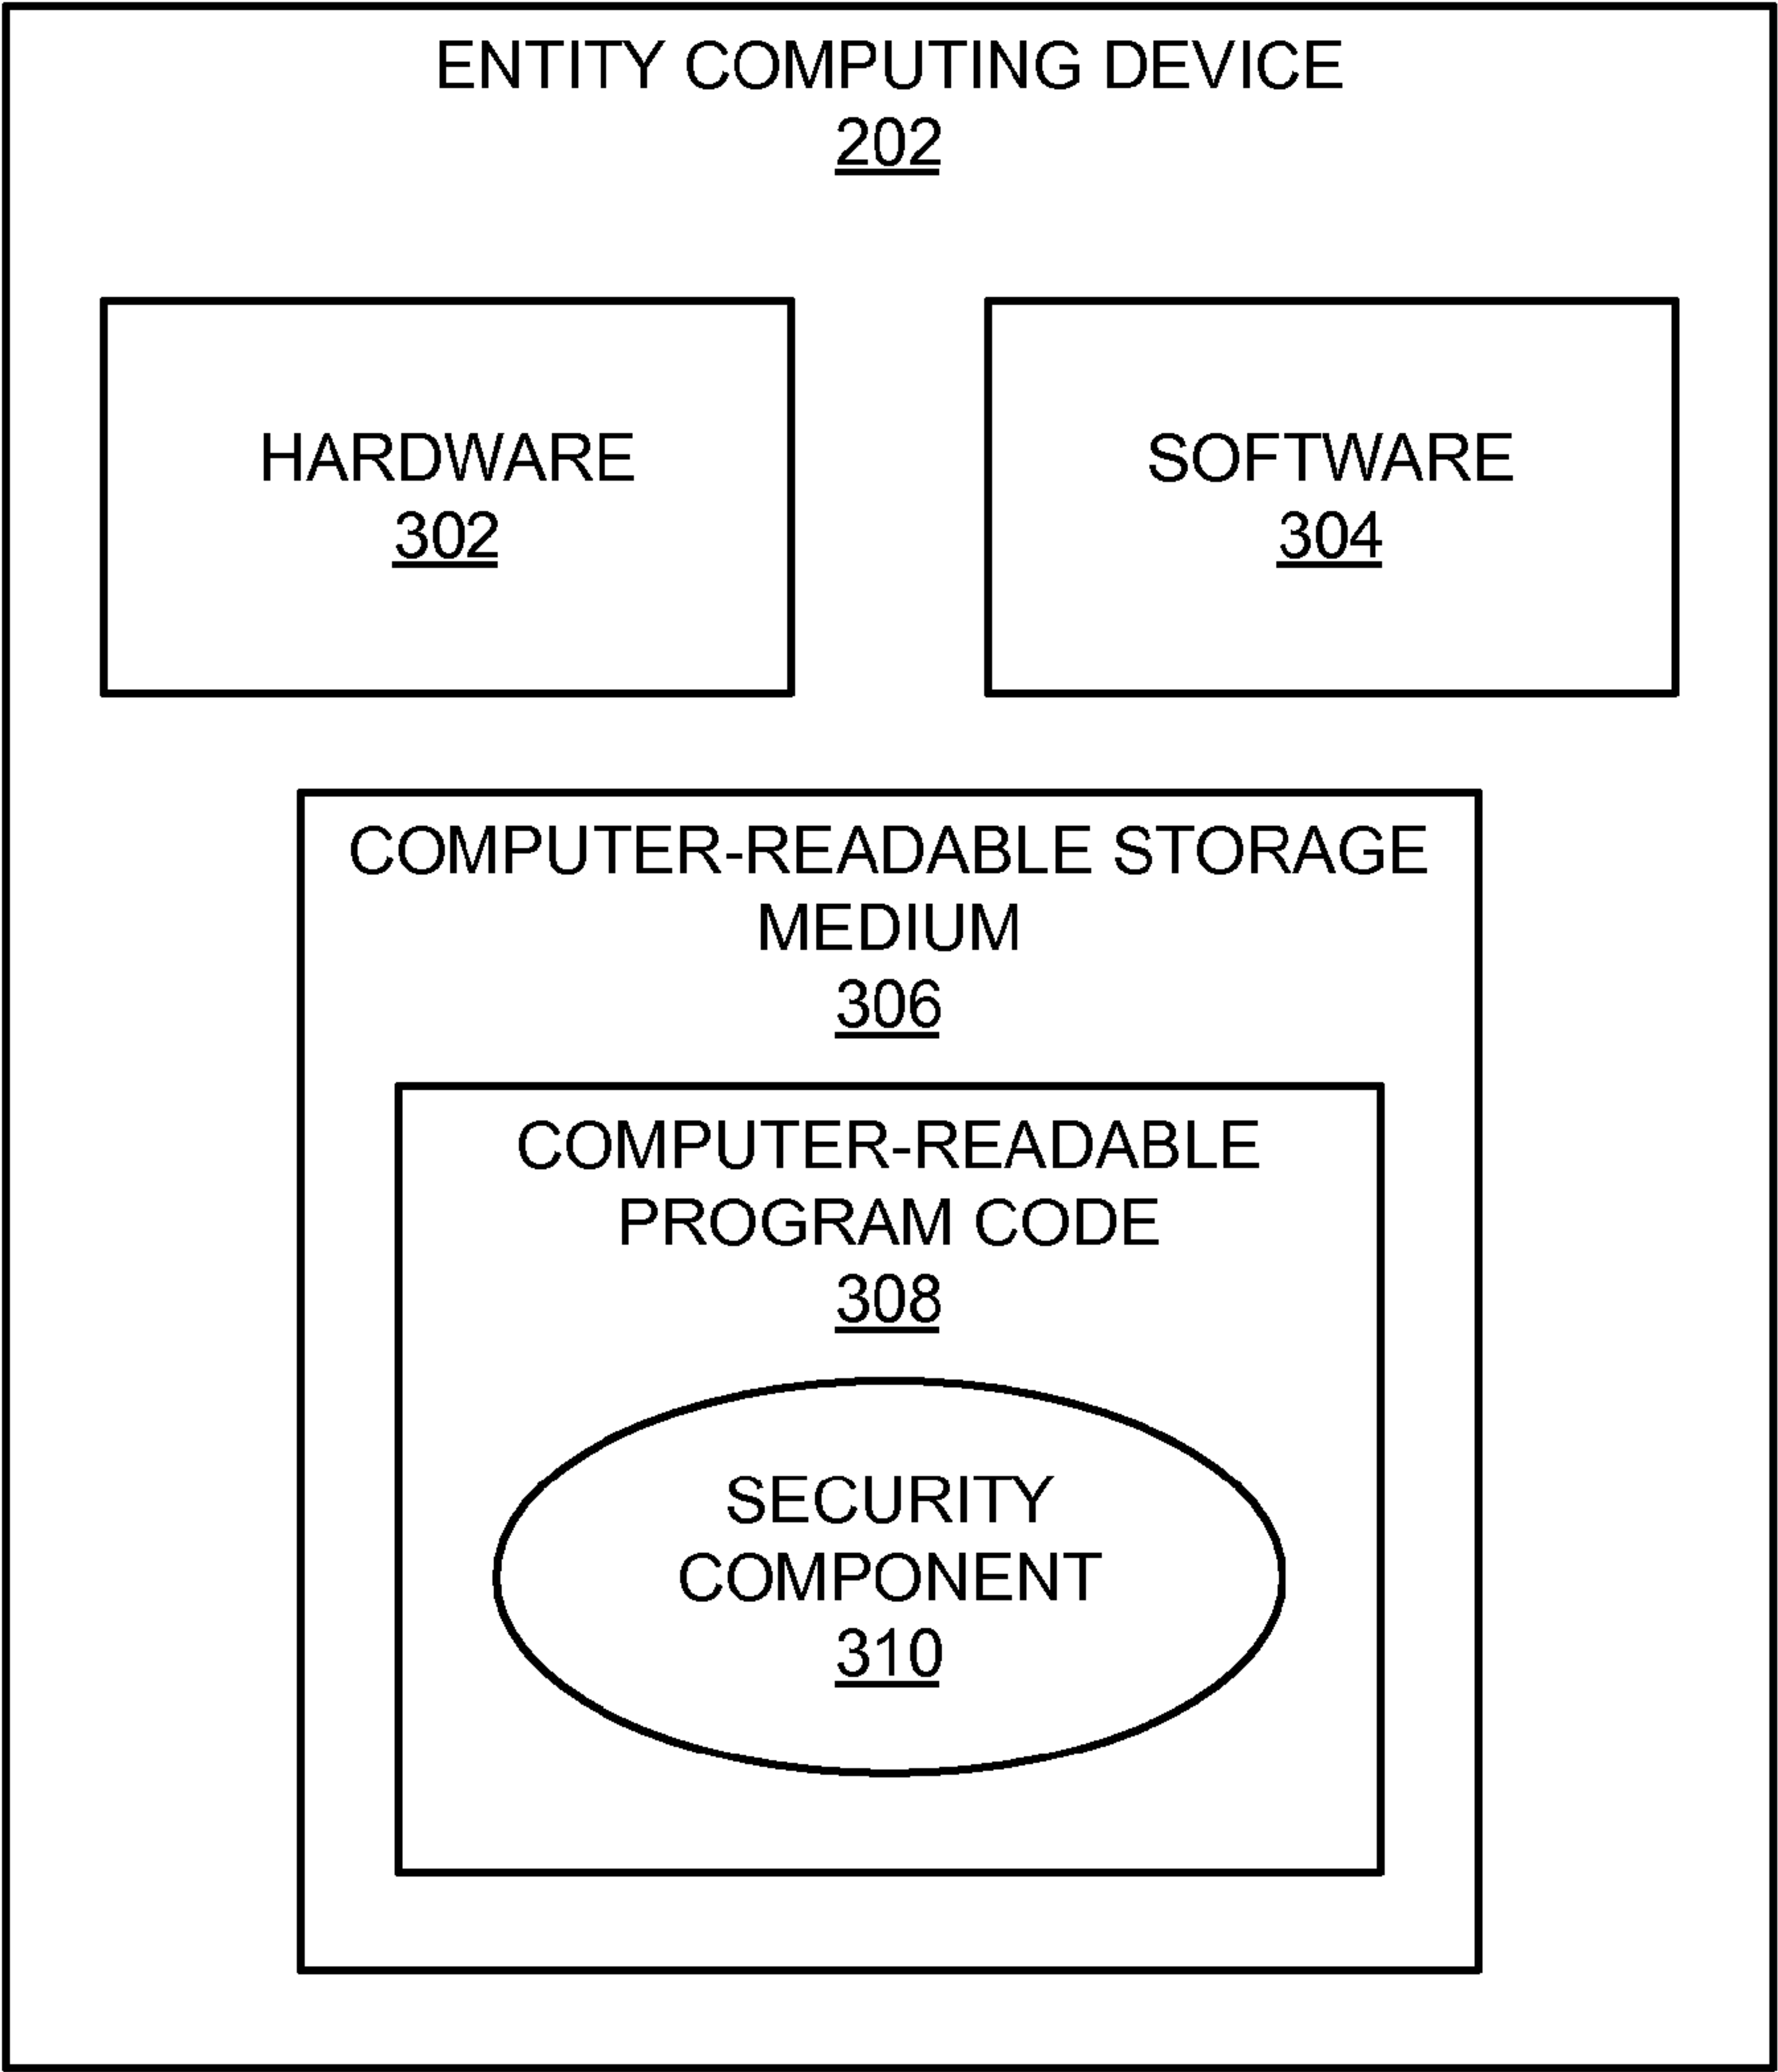 ENTITY COMPUTING DEVICE
202
HARDWARE
302
SOFTWARE
304
COMPUTER-READABLE STORAGE
MEDIUM
306
COMPUTER-READABLE
PROGRAM CODE
308
SECURITY
COMPONENT
310